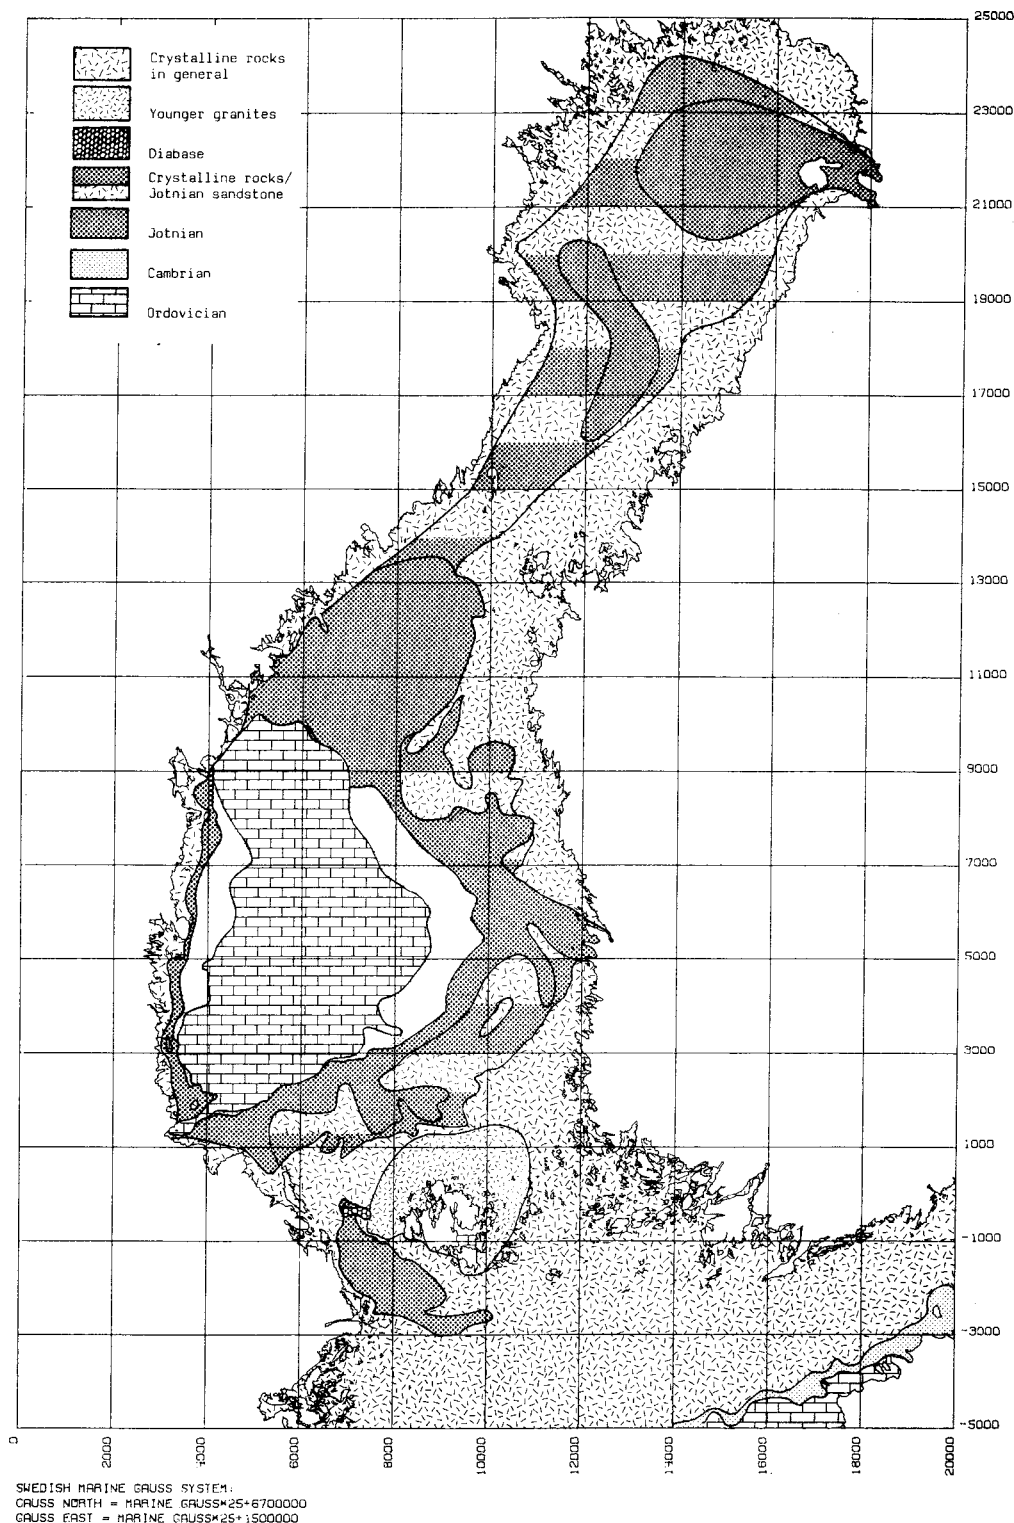 Crystalline rocks
in general
Younger granites
Diabase
Crystalline rocks/
Jotnian sandstone
Jotnian
Cambrian
Ordovician
25000
23000
21000
19000
17000
15000
13000
11000
9000
7000
5000
3000
1000
-1000
-3000
-5000
0
2000
4000
6000
8000
10000
12000
14000
16000
18000
20000
SWEDISH MARINE GAUSS SYSTEM:
GAUSS NORTH = MARINE GAUSS*25+6700000
GAUSS EAST = MARINE GAUSS*25+1500000